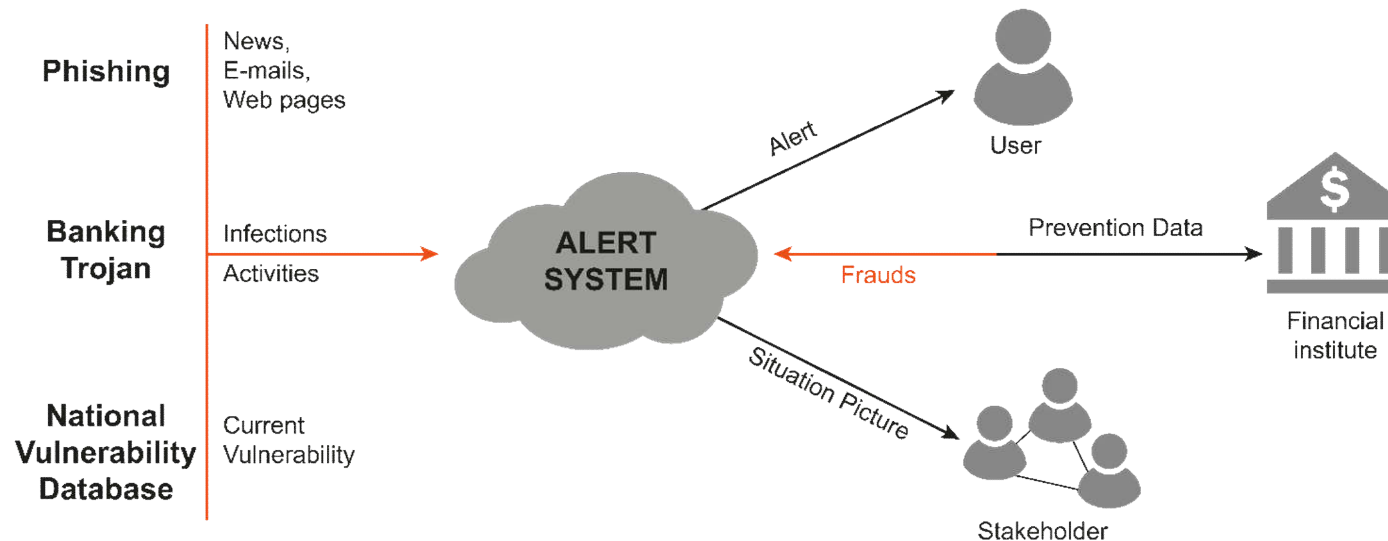 Phishing
News,
E-mails,
Web pages
Banking
Trojan
Infections
Activities
National
Vulnerability
Database
Current
Vulnerability
ALERT
SYSTEM
Alert
User
Frauds
Prevention Data
$
Financial
institute
Situation Picture
Stakeholder